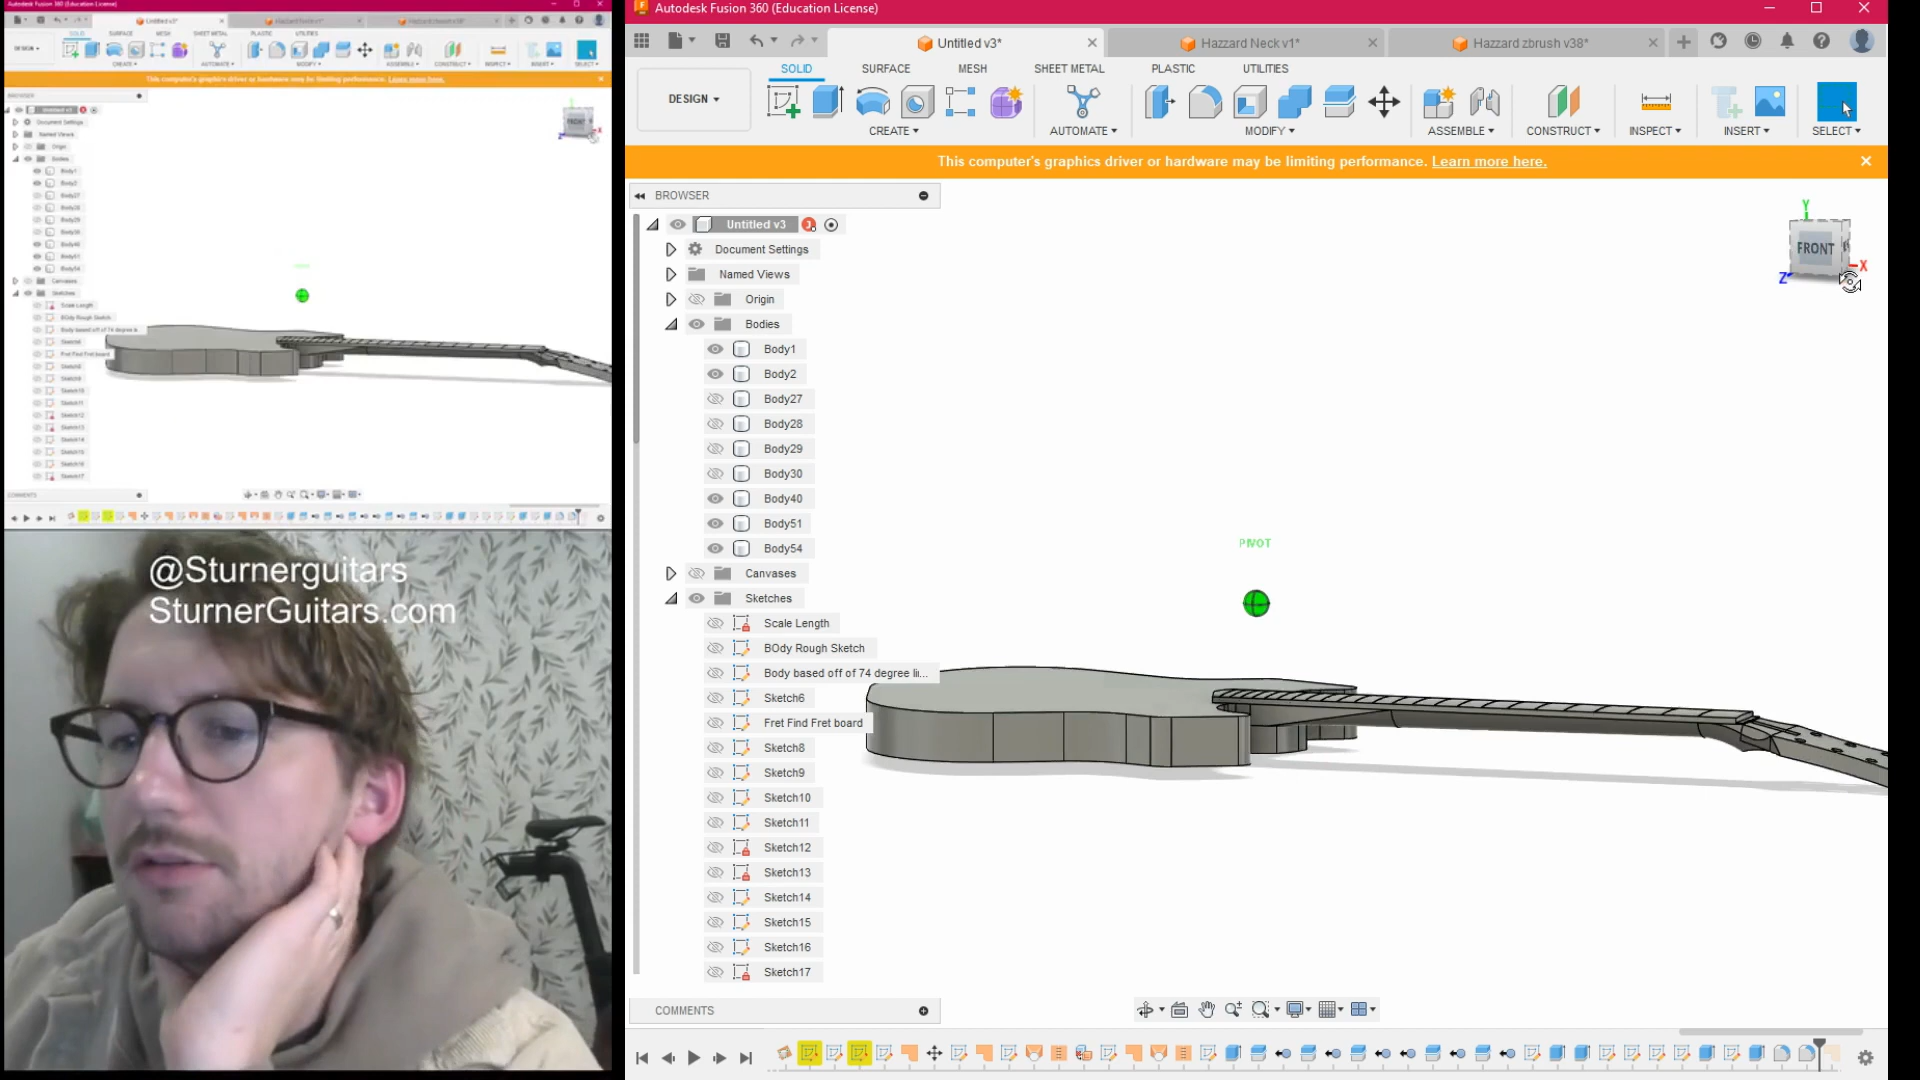 Autodesk Fusion 360 (Education License)
Untitled v3*
Hazzard Neck v1*
Hazzard zbrush v38*
SOLID
SURFACE
MESH
SHEET METAL
PLASTIC
UTILITIES
DESIGN
CREATE
AUTOMATE
MODIFY
ASSEMBLE
CONSTRUCT
INSPECT
INSERT
SELECT
This computer's graphics driver or hardware may be limiting performance. Learn more here.
BROWSER
Untitled v3
Document Settings
Named Views
Origin
Bodies
Body1
Body2
Body27
Body28
Body29
Body30
Body40
Body51
Body54
Canvases
Sketches
Scale Length
BOdy Rough Sketch
Body based off of 74 degree li...
Sketch6
Fret Find Fret board
Sketch8
Sketch9
Sketch10
Sketch11
Sketch12
Sketch13
Sketch14
Sketch15
Sketch16
Sketch17
COMMENTS
PIVOT
Y
FRONT
X
Z
@Sturnerguitars
SturnerGuitars.com